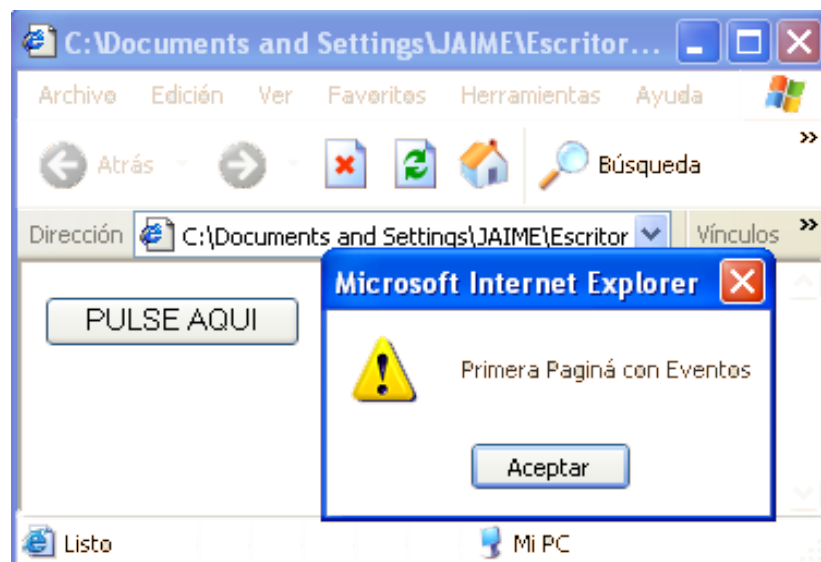 C:\Documents and Settings\JAIME\Escritor...
Archivo Edición Ver Favoritos Herramientas Ayuda
Atrás Búsqueda »
Dirección C:\Documents and Settings\JAIME\Escritor Vínculos »
Microsoft Internet Explorer
PULSE AQUI
Primera Paginá con Eventos
Aceptar
Listo Mi PC